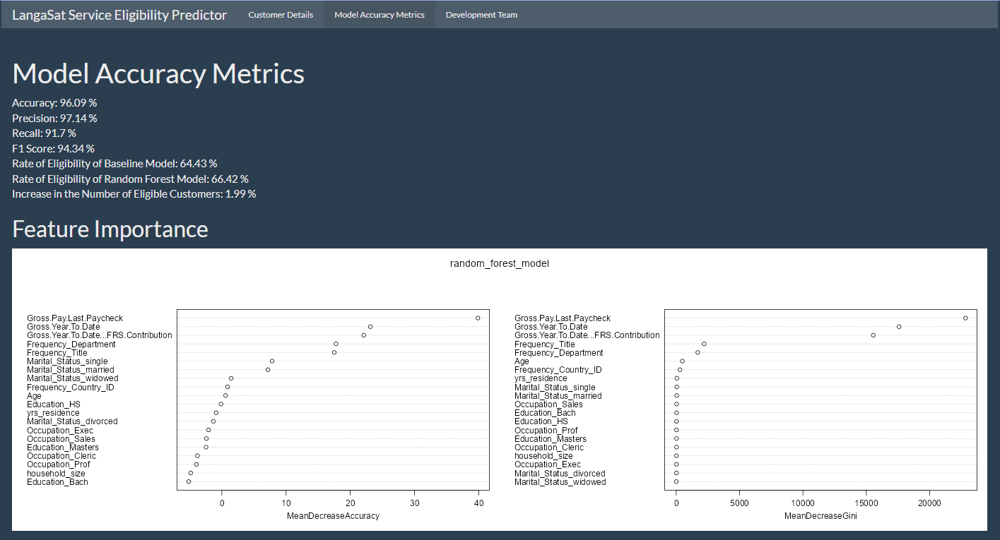 LangaSat Service Eligibility Predictor Customer Details Model Accuracy Metrics Development Team
Model Accuracy Metrics
Accuracy: 96.09 %
Precision: 97.14 %
Recall: 91.7 %
F1 Score: 94.34 %
Rate of Eligibility of Baseline Model: 64.43 %
Rate of Eligibility of Random Forest Model: 66.42 %
Increase in the Number of Eligible Customers: 1.99 %
Feature Importance
random_forest_model
Gross.Pay.Last.Paycheck
Gross.Year.To.Date
Gross.Year.To.Date...FRS.Contribution
Frequency_Department
Frequency_Title
Marital_Status_single
Marital_Status_married
Marital_Status_widowed
Frequency_Country_ID
Age
Education_HS
yrs_residence
Marital_Status_divorced
Occupation_Exec
Occupation_Sales
Education_Masters
Occupation_Cleric
Occupation_Prof
household_size
Education_Bach
0 10 20 30 40
MeanDecreaseAccuracy
Gross.Pay.Last.Paycheck
Gross.Year.To.Date
Gross.Year.To.Date...FRS.Contribution
Frequency_Title
Frequency_Department
Age
Frequency_Country_ID
yrs_residence
Marital_Status_single
Marital_Status_married
Occupation_Sales
Education_Bach
Education_HS
Occupation_Prof
Education_Masters
Occupation_Cleric
household_size
Occupation_Exec
Marital_Status_divorced
Marital_Status_widowed
0 5000 10000 15000 20000
MeanDecreaseGini